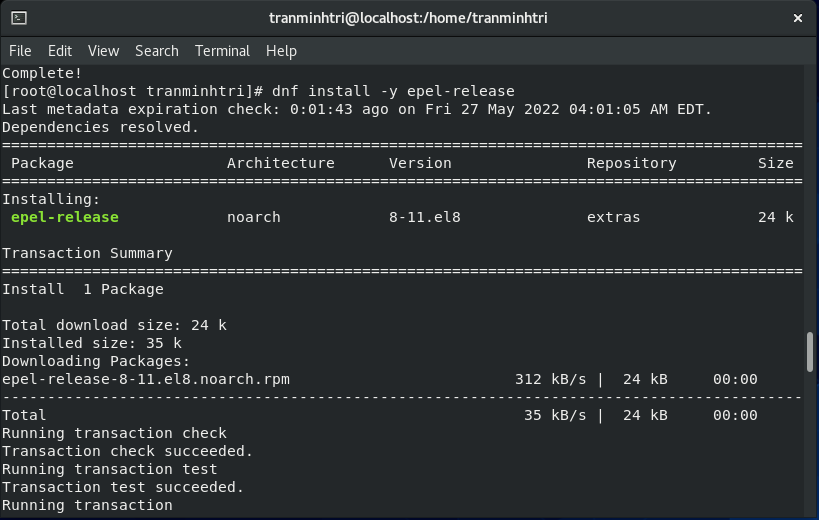 tranminhtri@localhost:/home/tranminhtri
File Edit View Search Terminal Help
Complete!
[root@localhost tranminhtri]# dnf install -y epel-release
Last metadata expiration check: 0:01:43 ago on Fri 27 May 2022 04:01:05 AM EDT.
Dependencies resolved.
================================================================================
Package Architecture Version Repository Size
================================================================================
Installing:
epel-release noarch 8-11.el8 extras 24 k
Transaction Summary
================================================================================
Install 1 Package
Total download size: 24 k
Installed size: 35 k
Downloading Packages:
epel-release-8-11.el8.noarch.rpm 312 kB/s | 24 kB 00:00
--------------------------------------------------------------------------------
Total 35 kB/s | 24 kB 00:00
Running transaction check
Transaction check succeeded.
Running transaction test
Transaction test succeeded.
Running transaction